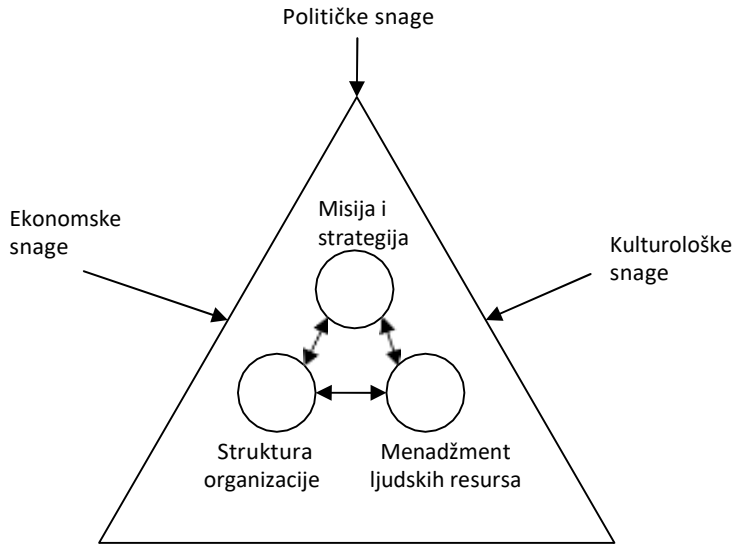 Političke snage
Misija i
strategija
Ekonomske
snage
Kulturološke
snage
Struktura
organizacije
Menadžment
ljudskih resursa